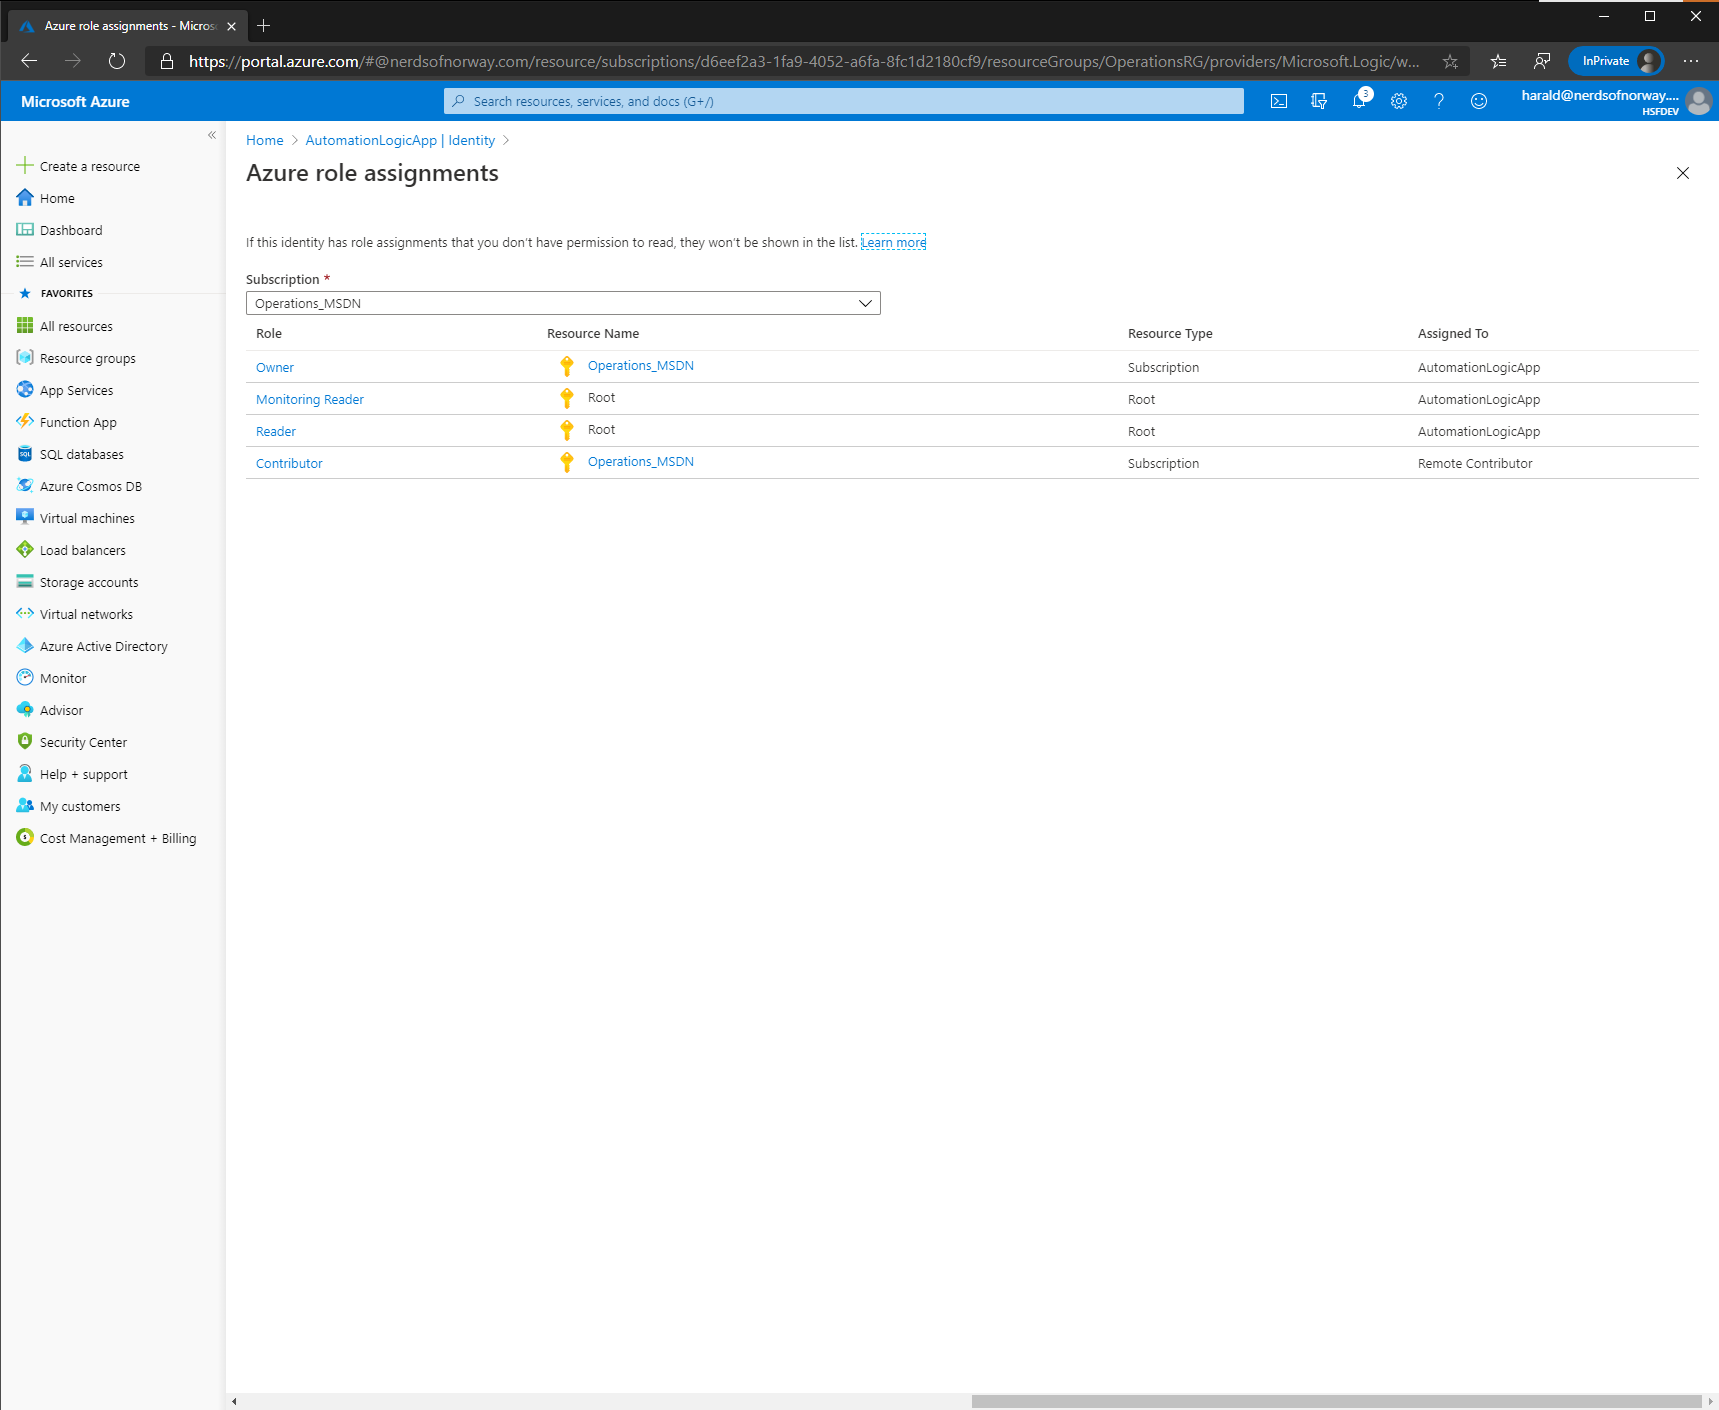 Azure role assignments - Micros
https://portal.azure.com/#@nerdsofnorway.com/resource/subscriptions/d6eef2a3-1fa9-4052-a6fa-8fc1d2180cf9/resourceGroups/OperationsRG/providers/Microsoft.Logic/w...
InPrivate
Microsoft Azure
Search resources, services, and docs (G+/)
3
harald@nerdsofnorway....
HSFDEV
Create a resource
Home
Dashboard
All services
FAVORITES
All resources
Resource groups
App Services
Function App
SQL databases
Azure Cosmos DB
Virtual machines
Load balancers
Storage accounts
Virtual networks
Azure Active Directory
Monitor
Advisor
Security Center
Help + support
My customers
Cost Management + Billing
Home > AutomationLogicApp | Identity >
Azure role assignments
If this identity has role assignments that you don't have permission to read, they won't be shown in the list. Learn more
Subscription *
Operations_MSDN
Role Resource Name Resource Type Assigned To
Owner Operations_MSDN Subscription AutomationLogicApp
Monitoring Reader Root Root AutomationLogicApp
Reader Root Root AutomationLogicApp
Contributor Operations_MSDN Subscription Remote Contributor